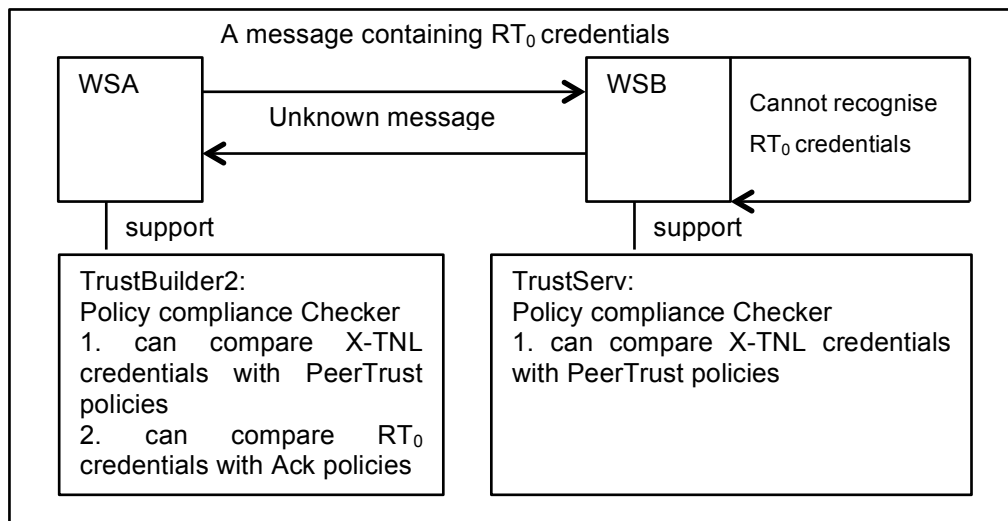 A message containing RT₀ credentials
WSA
WSB
Cannot recognise
RT₀ credentials
Unknown message
support
support
TrustBuilder2:
Policy compliance Checker
1. can compare X-TNL
credentials with PeerTrust
policies
2. can compare RT₀
credentials with Ack policies
TrustServ:
Policy compliance Checker
1. can compare X-TNL credentials
with PeerTrust policies